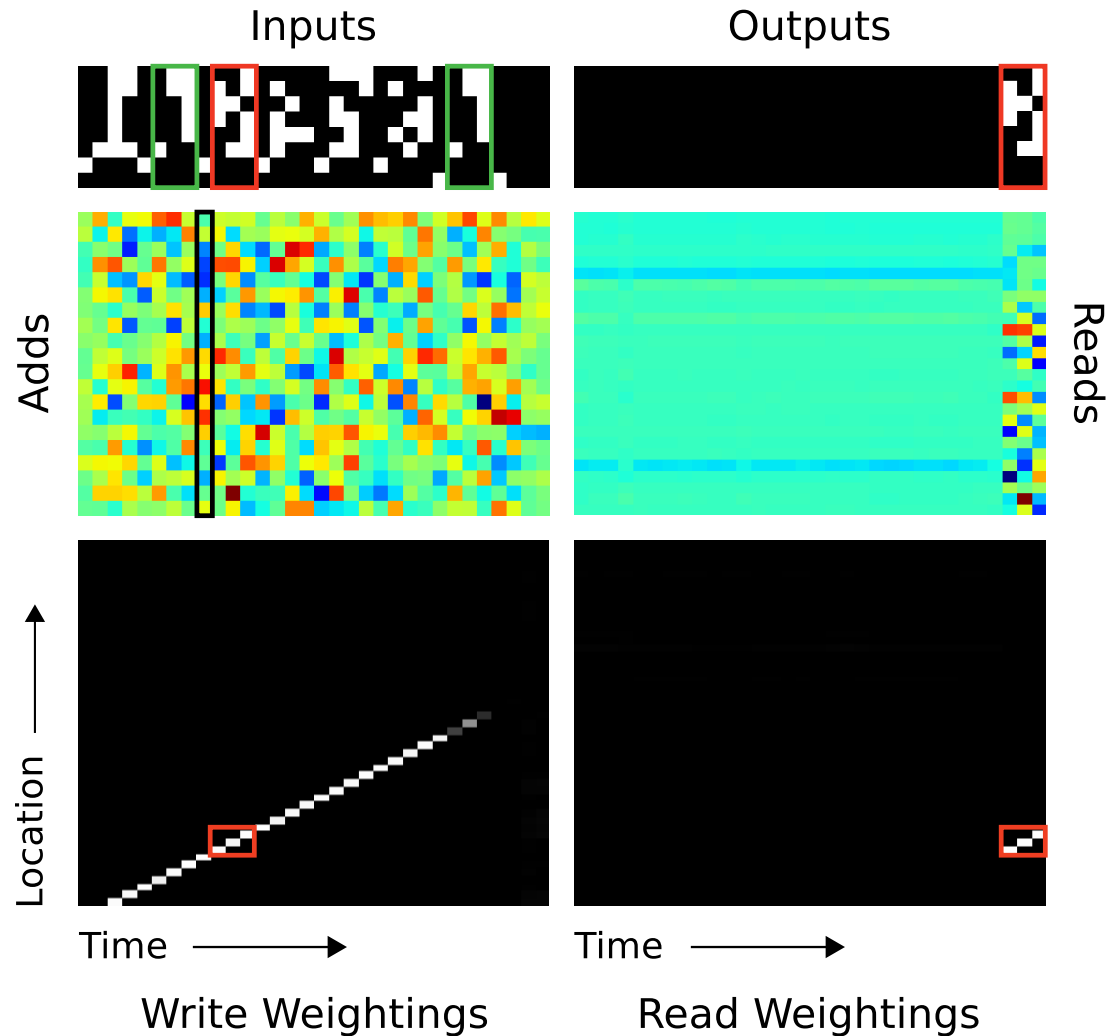 Inputs
Outputs
Adds
Reads
Location
Time
Time
Write Weightings
Read Weightings